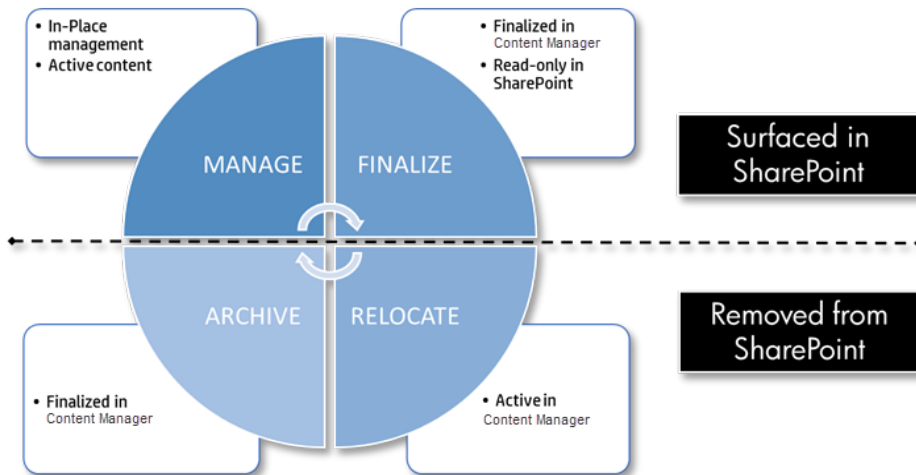 • In-Place
management
• Active content
• Finalized in
Content Manager
• Read-only in
SharePoint
MANAGE
FINALIZE
Surfaced in
SharePoint
ARCHIVE
RELOCATE
Removed from
SharePoint
• Finalized in
Content Manager
• Active in
Content Manager